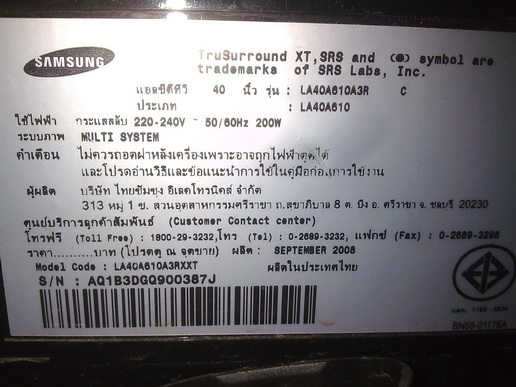 SAMSUNG
TruSurround XT, SRS and (●) symbol are
trademarks of SRS Labs, Inc.
แอลซีดีทีวี 40 นิ้ว รุ่น : LA40A610A3R C
ประเภท : LA40A610
ใช้ไฟฟ้า กระแสสลับ 220-240V ~ 50/60Hz 200W
ระบบภาพ MULTI SYSTEM
คำเตือน ไม่ควรถอดฝาหลังเครื่องเพราะอาจถูกไฟฟ้าดูดได้
และโปรดอ่านวิธีและข้อแนะนำการใช้ในคู่มือก่อนการใช้งาน
ผู้ผลิต บริษัท ไทยซัมซุง อิเลคโทรนิคส์ จำกัด
313 หมู่ 1 ซ. สวนอุตสาหกรรมศรีราชา ถ.สุขาภิบาล 8 ต. บึง อ. ศรีราชา จ. ชลบุรี 20230
ศูนย์บริการลูกค้าสัมพันธ์ (Customer Contact center)
โทรฟรี (Toll Free) : 1800-29-3232, โทร (Tel) : 0-2689-3232, แฟกซ์ (Fax) : 0-2689-3298
ราคา..........บาท (โปรดดู ณ จุดขาย) ผลิต : SEPTEMBER 2008
Model Code : LA40A610A3RXXT ผลิตในประเทศไทย
S/N : AQ1B3DGQ900387J
BN68-01178A